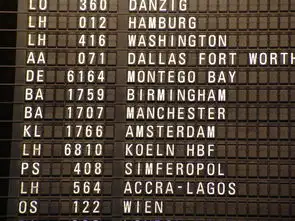 LO 360 DANZIG
LH 012 HAMBURG
LH 416 WASHINGTON
AA 071 DALLAS FORT WORTH
DE 6164 MONTEGO BAY
BA 1759 BIRMINGHAM
BA 1707 MANCHESTER
KL 1766 AMSTERDAM
LH 6810 KOELN HBF
PS 408 SIMFEROPOL
LH 564 ACCRA-LAGOS
OS 122 WIEN